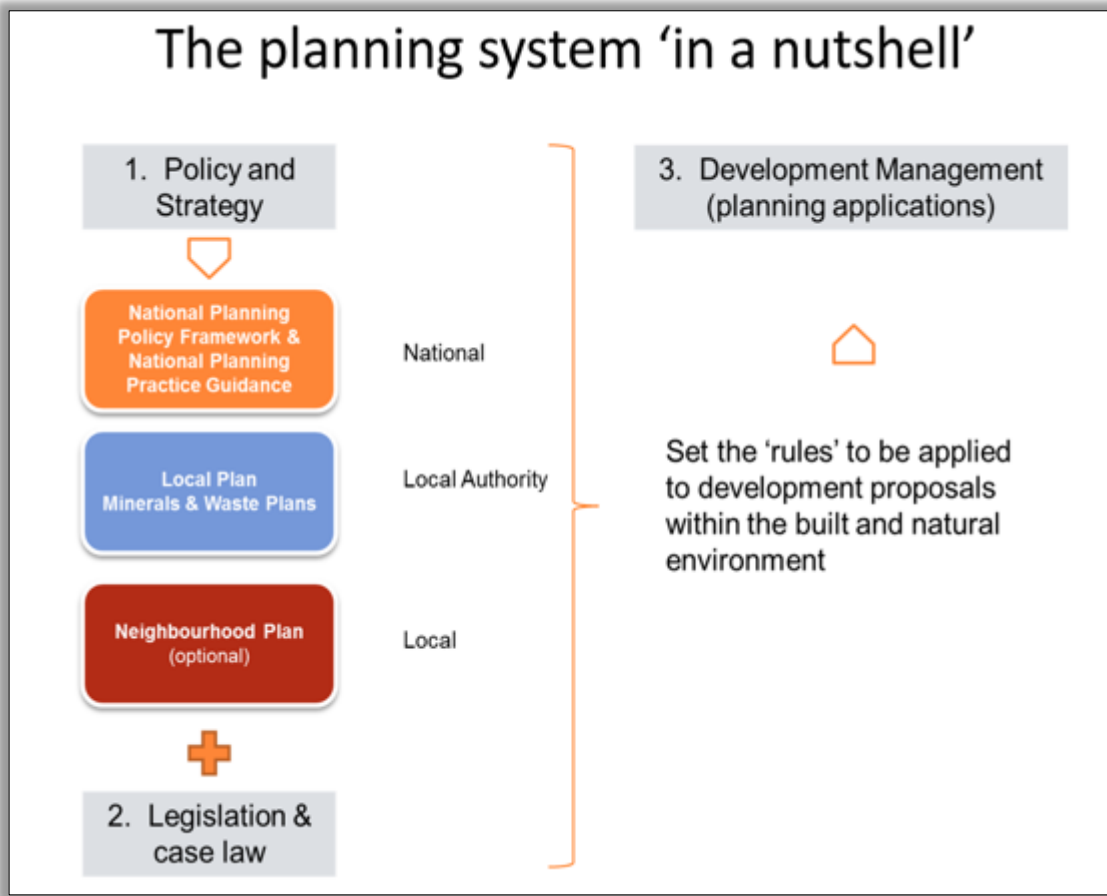 The planning system ‘in a nutshell’
1. Policy and
Strategy
National Planning
Policy Framework &
National Planning
Practice Guidance
National
Local Plan
Minerals & Waste Plans
Local Authority
Neighbourhood Plan
(optional)
Local
2. Legislation &
case law
3. Development Management
(planning applications)
Set the ‘rules’ to be applied
to development proposals
within the built and natural
environment